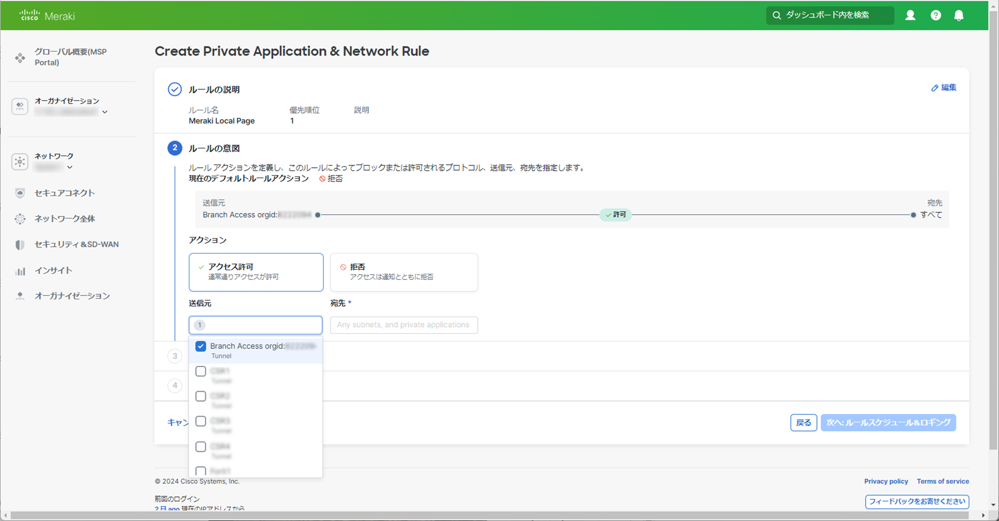 cisco Meraki
ダッシュボード内を検索
グローバル概要(MSP
Portal)
オーガナイゼーション
ネットワーク
セキュアコネクト
ネットワーク全体
セキュリティ&SD-WAN
インサイト
オーガナイゼーション
Create Private Application & Network Rule
ルールの説明
編集
ルール名 優先順位 説明
Meraki Local Page 1
2 ルールの意図
ルール アクションを定義し、このルールによってブロックまたは許可されるプロトコル、送信元、宛先を指定します。
現在のデフォルトルールアクション 拒否
送信元 宛先
Branch Access orgid: 許可 すべて
アクション
アクセス許可
通常通りアクセスが許可
拒否
アクセスは通知とともに拒否
送信元 宛先 *
1 Any subnets, and private applications
Branch Access orgid:
Tunnel
3
CSR1
Tunnel
4
CSR2
Tunnel
CSR3
Tunnel
CSR4
Tunnel
キャン
戻る 次へ: ルールスケジュール&ロギング
© 2024 Cisco Systems, Inc.
Privacy policy Terms of service
前回のログイン
2 日 ago 現在のIPアドレスから
フィードバックをお寄せください